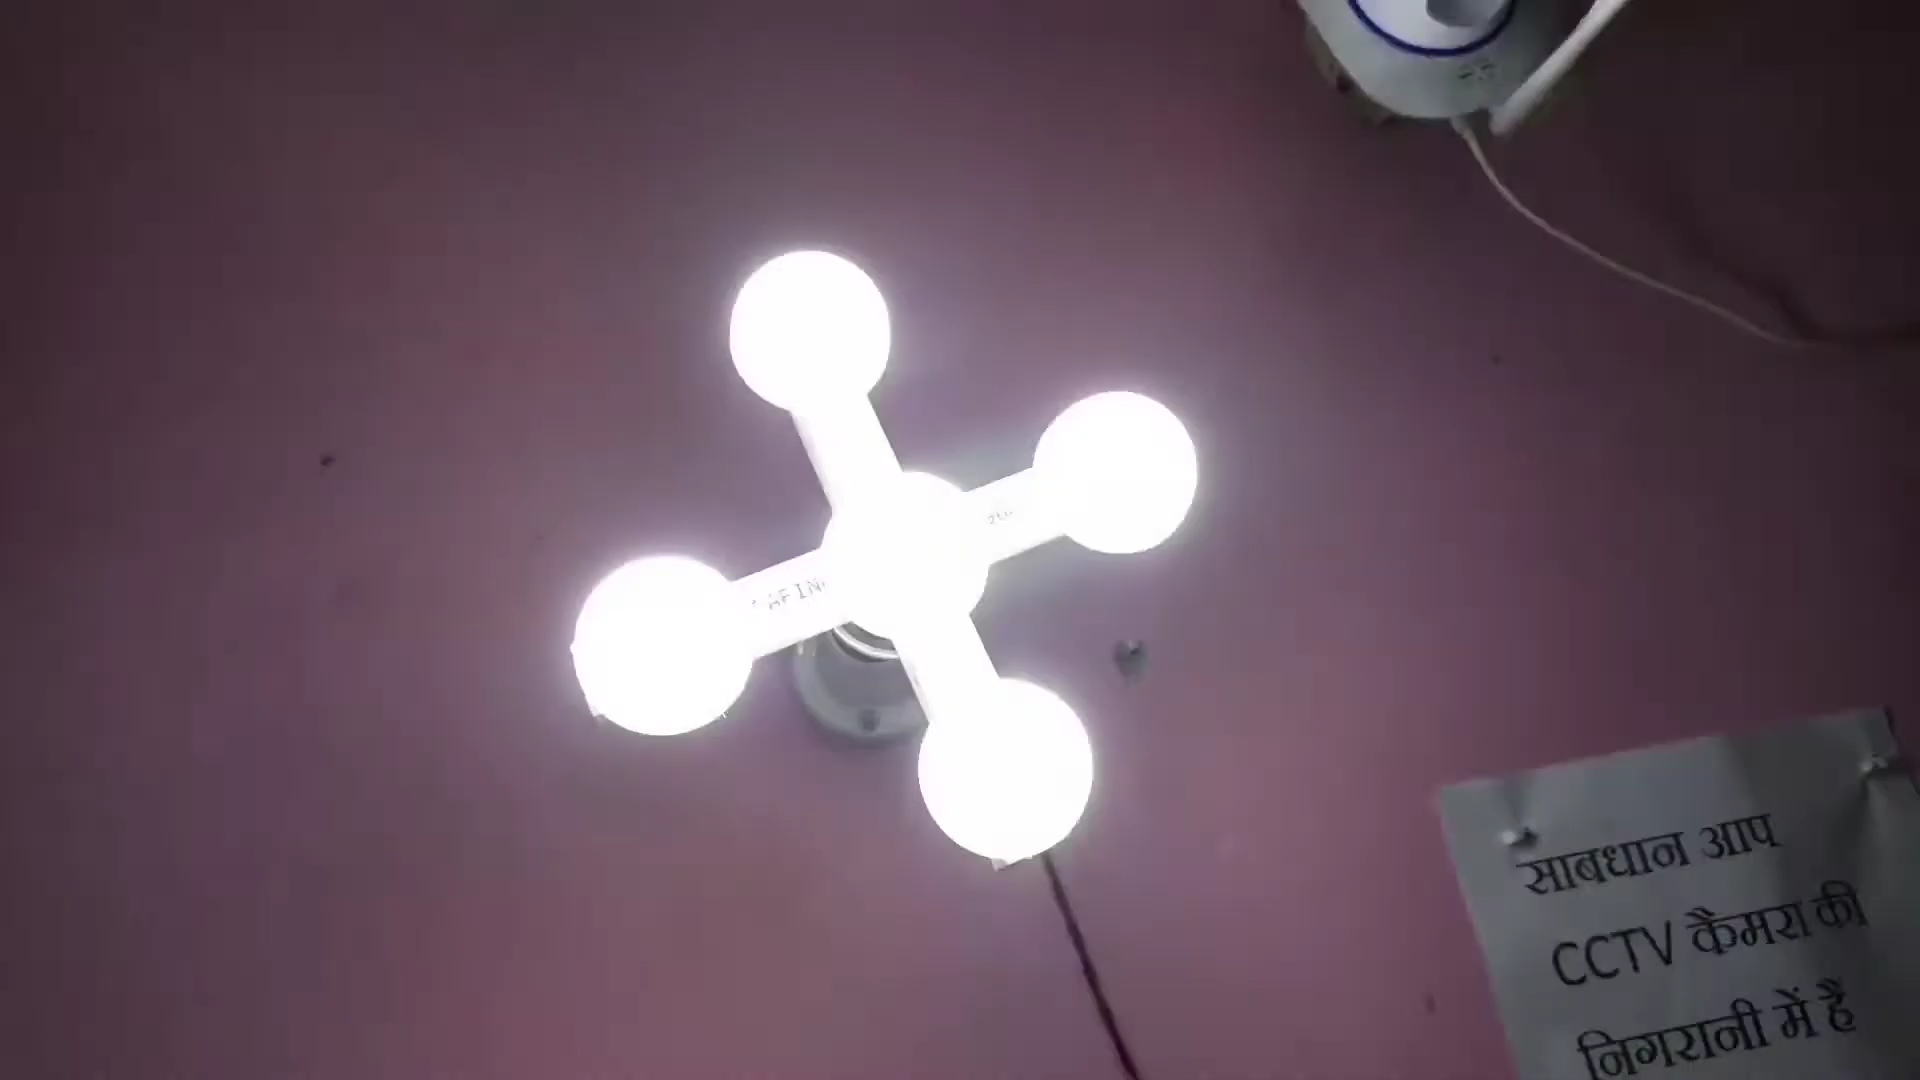 साबधान आप
CCTV कैमरा की
निगरानी में है